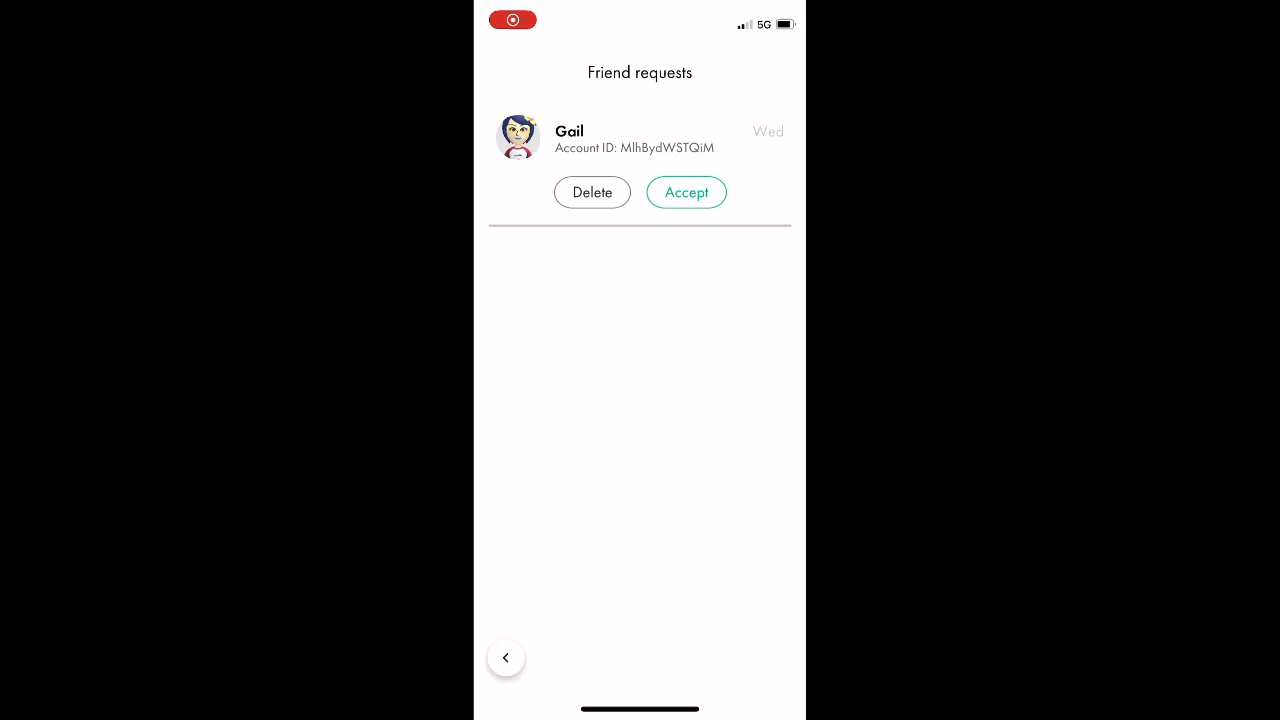 5G
Friend requests
Gail
Wed
Account ID: MlhBydWSTQiM
Delete
Accept